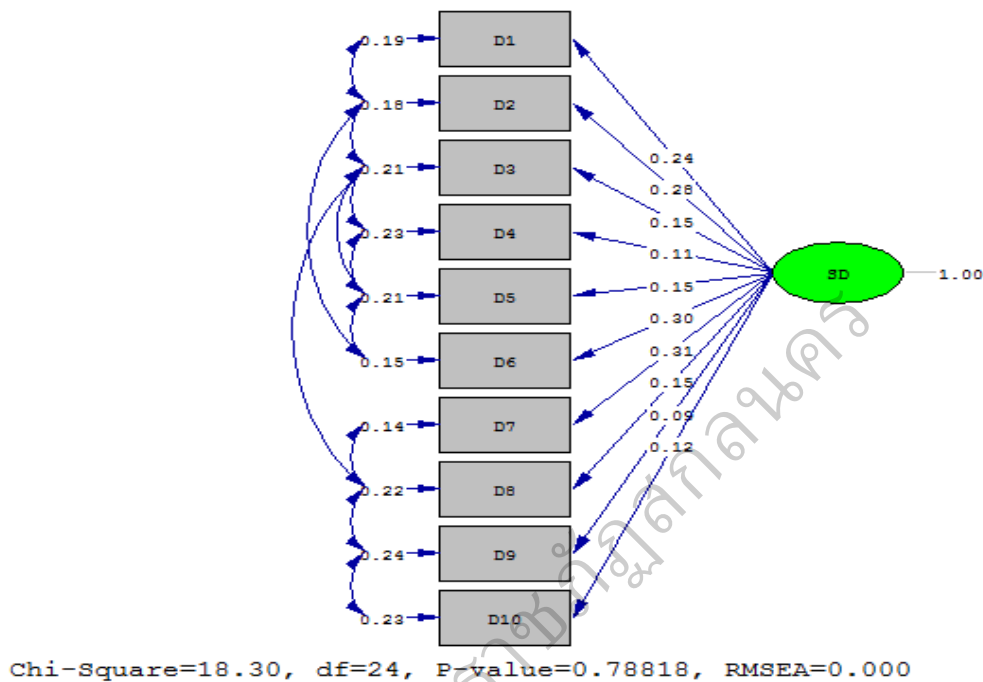 0.19 D1
0.18 D2
0.21 D3
0.23 D4
0.21 D5
0.15 D6
0.14 D7
0.22 D8
0.24 D9
0.23 D10
0.24
0.28
0.15
0.11
0.15
0.30
0.31
0.15
0.09
0.12
SD 1.00
Chi-Square=18.30, df=24, P-value=0.78818, RMSEA=0.000